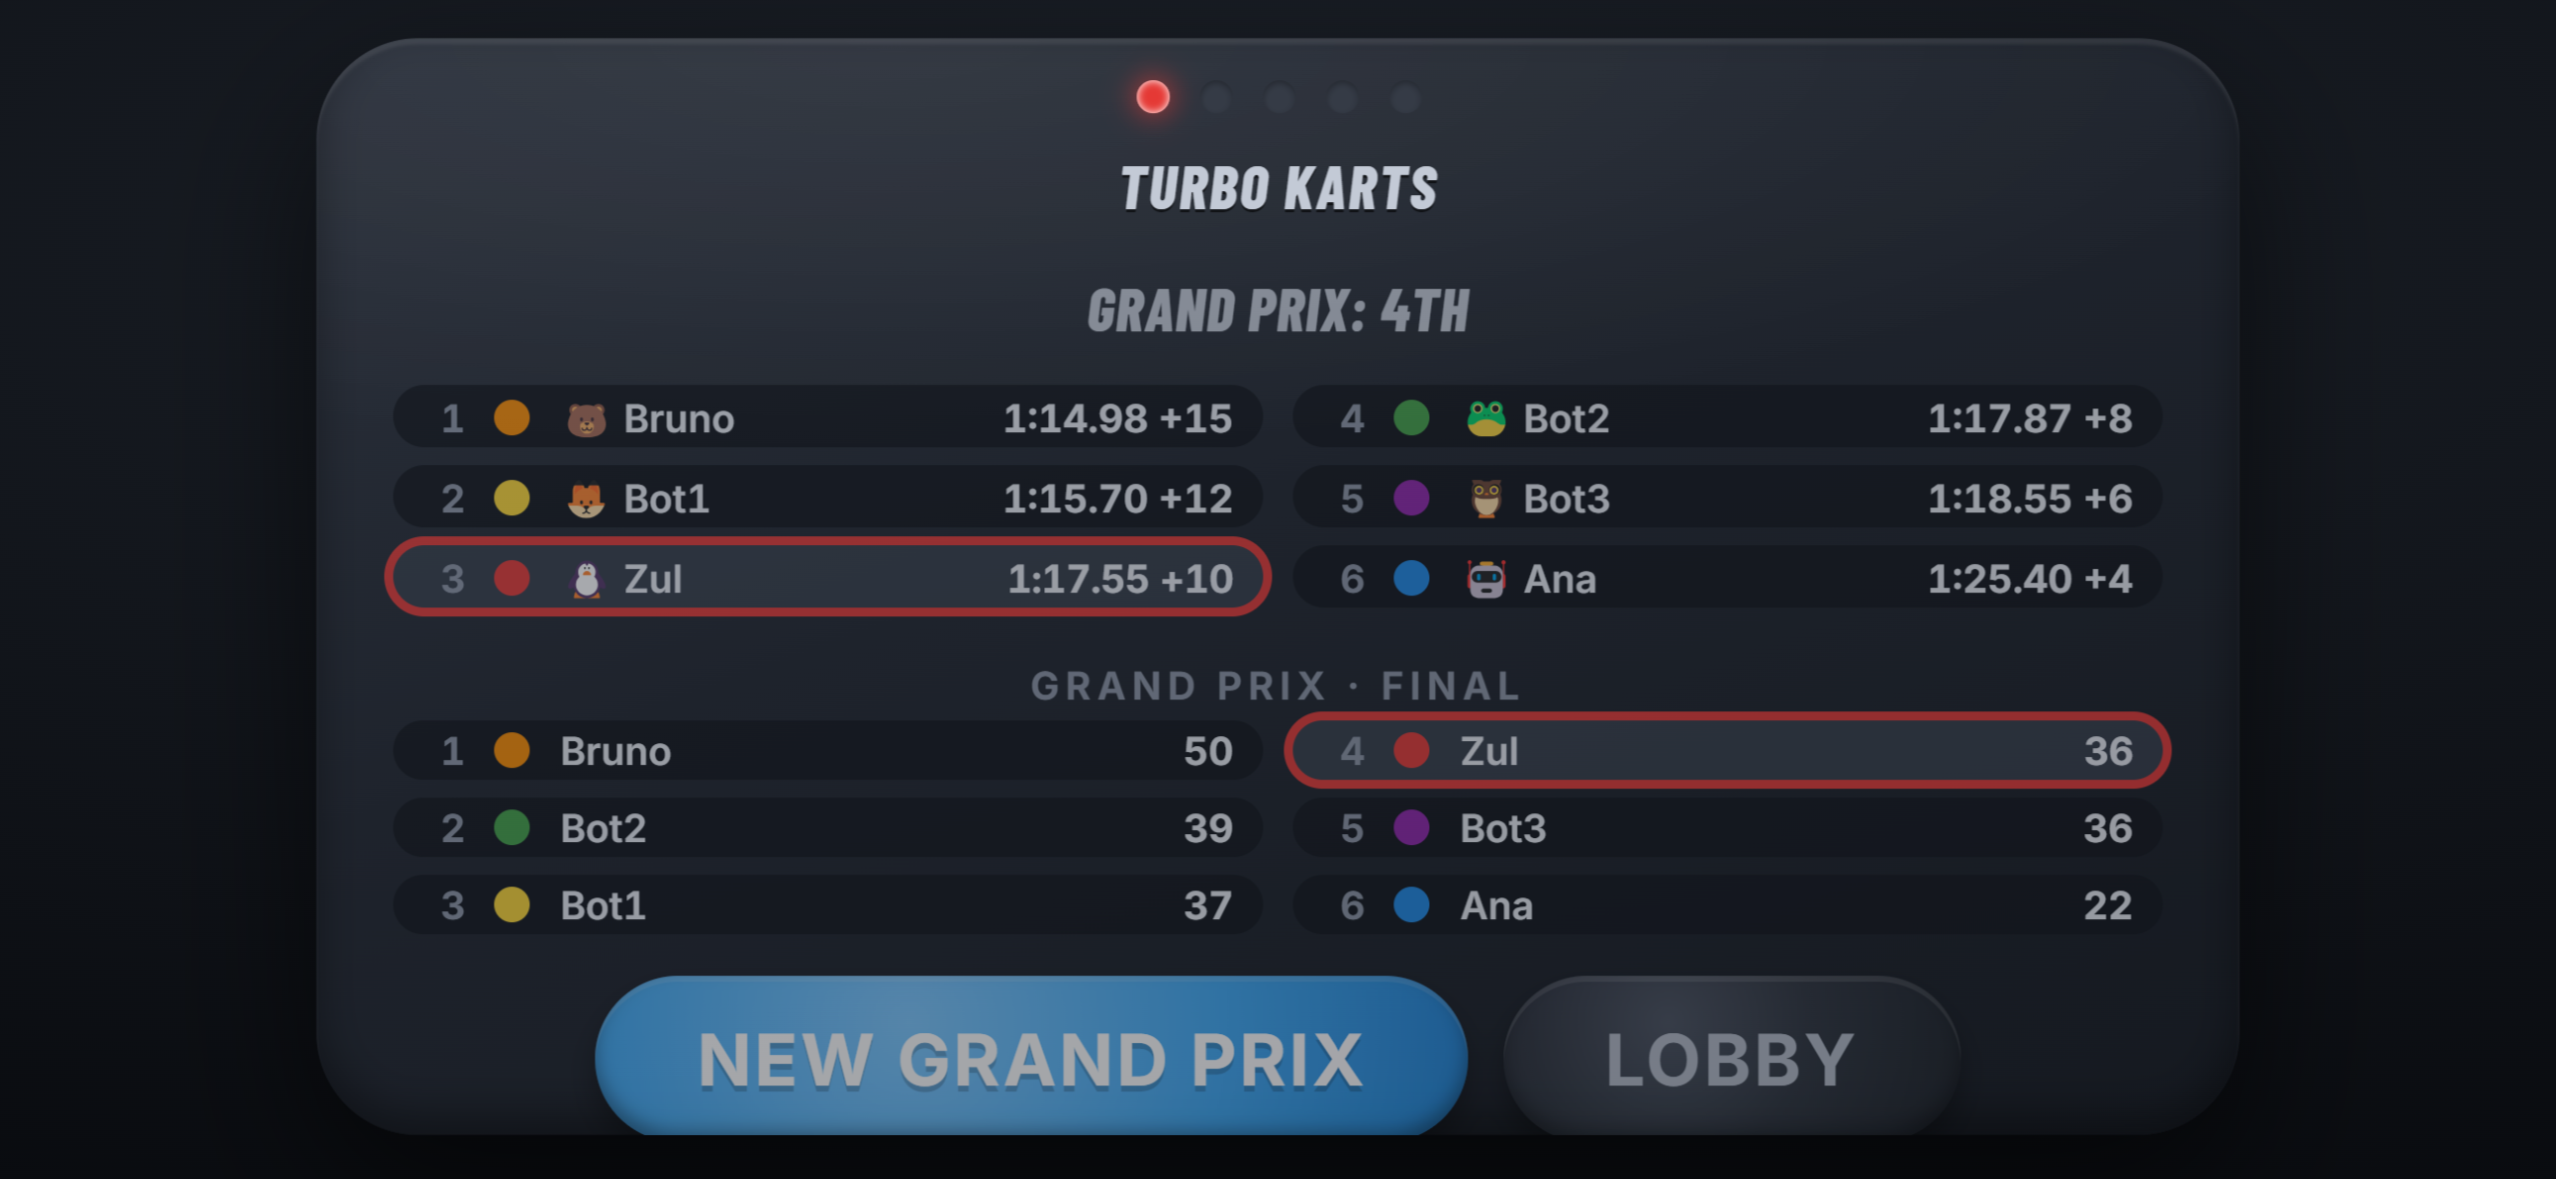 TURBO KARTS
GRAND PRIX: 4TH
1 Bruno 1:14.98 +15
2 Bot1 1:15.70 +12
3 Zul 1:17.55 +10
4 Bot2 1:17.87 +8
5 Bot3 1:18.55 +6
6 Ana 1:25.40 +4
GRAND PRIX · FINAL
1 Bruno 50
2 Bot2 39
3 Bot1 37
4 Zul 36
5 Bot3 36
6 Ana 22
NEW GRAND PRIX
LOBBY